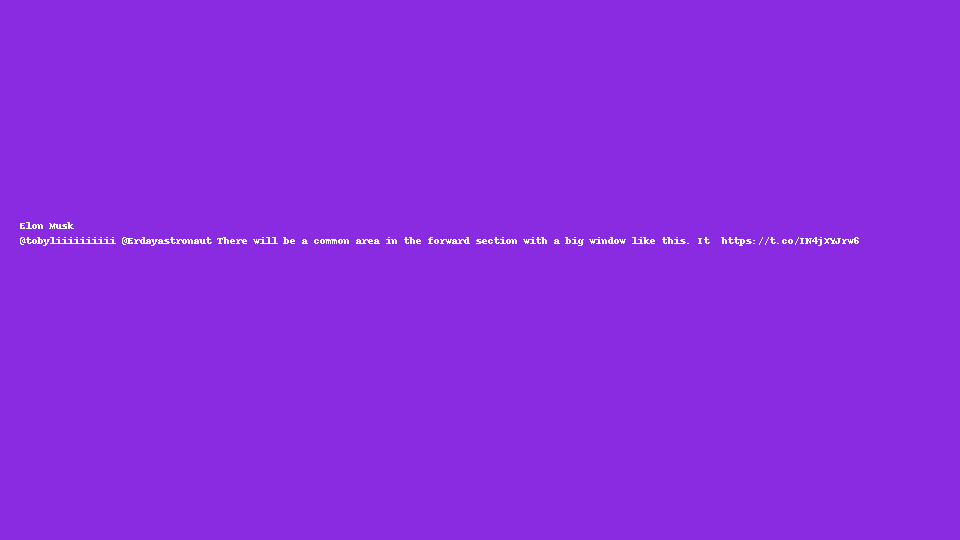 Elon Musk
@tobyliiiiiiiiii @Erdayastronaut There will be a common area in the forward section with a big window like this. It  https://t.co/IN4jXYJrw6